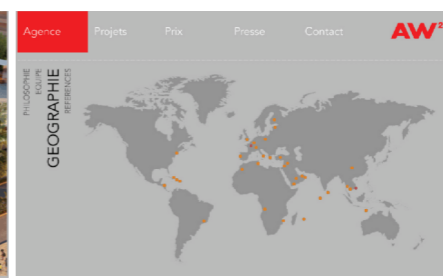 Agence Projets Prix Presse Contact AW²
PHILOSOPHIE
EQUIPE
GEOGRAPHIE
REFERENCES